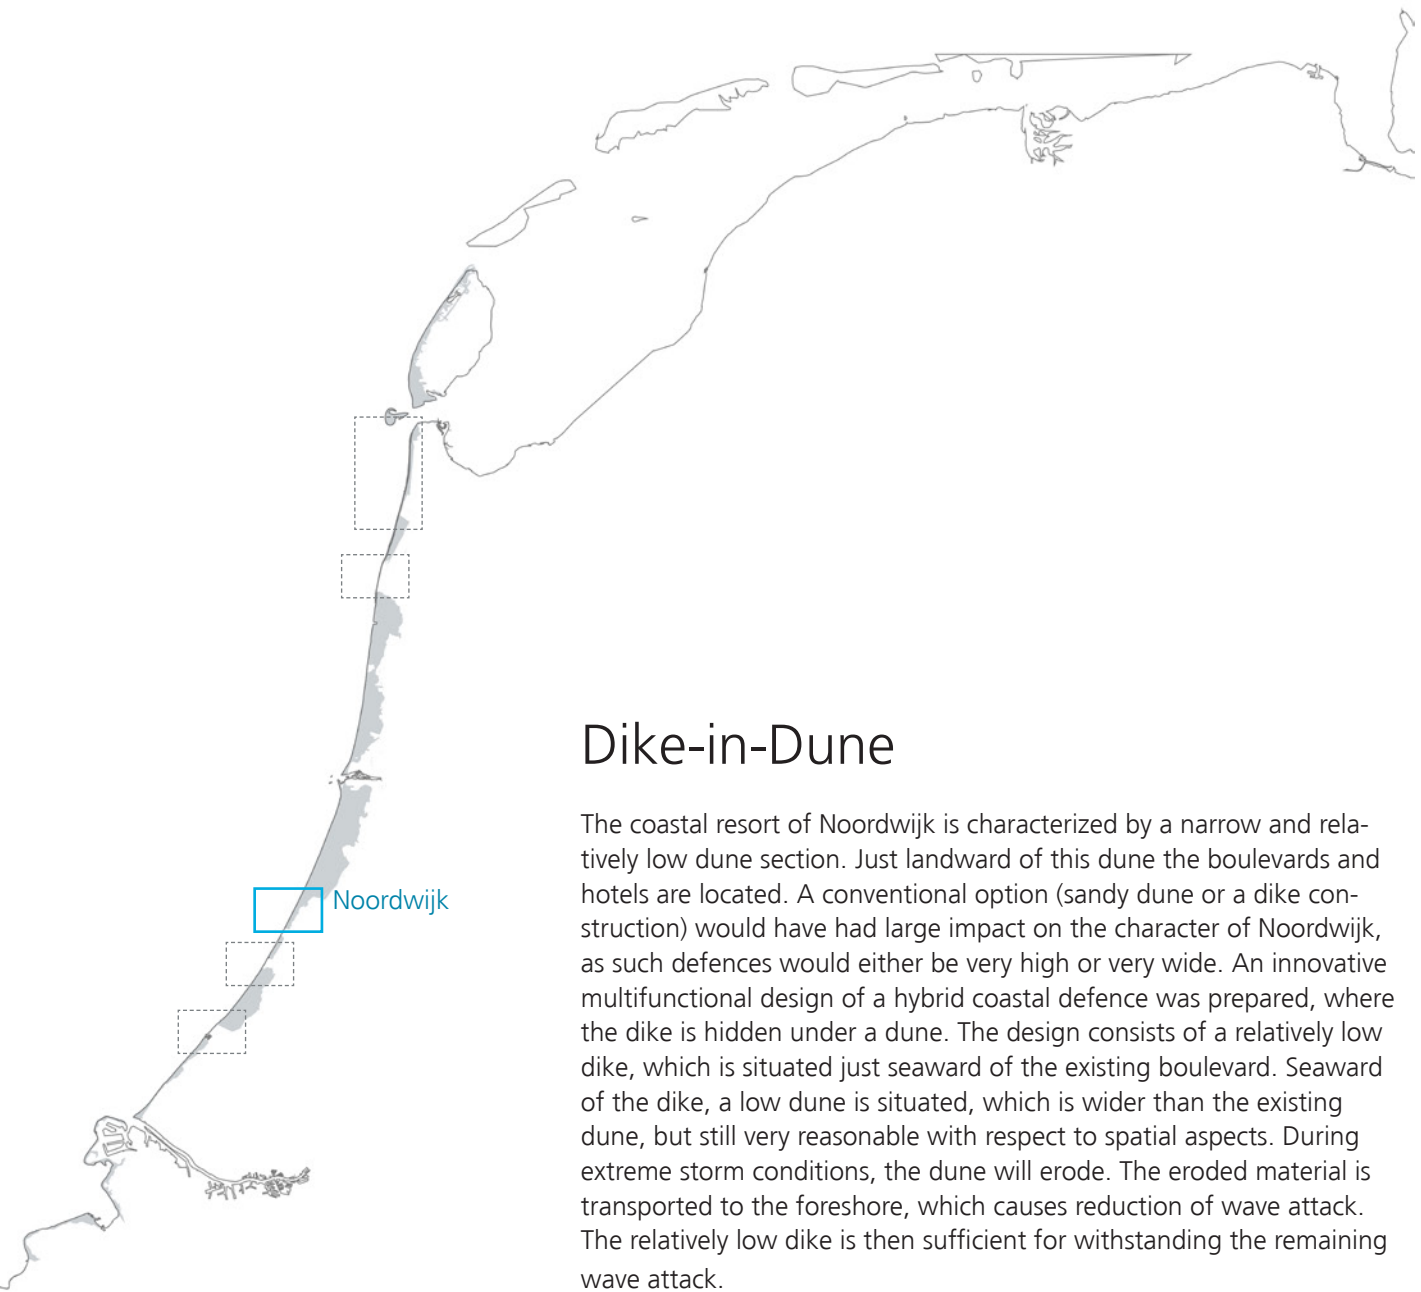 Noordwijk
Dike-in-Dune
The coastal resort of Noordwijk is characterized by a narrow and rela-
tively low dune section. Just landward of this dune the boulevards and
hotels are located. A conventional option (sandy dune or a dike con-
struction) would have had large impact on the character of Noordwijk,
as such defences would either be very high or very wide. An innovative
multifunctional design of a hybrid coastal defence was prepared, where
the dike is hidden under a dune. The design consists of a relatively low
dike, which is situated just seaward of the existing boulevard. Seaward
of the dike, a low dune is situated, which is wider than the existing
dune, but still very reasonable with respect to spatial aspects. During
extreme storm conditions, the dune will erode. The eroded material is
transported to the foreshore, which causes reduction of wave attack.
The relatively low dike is then sufficient for withstanding the remaining
wave attack.